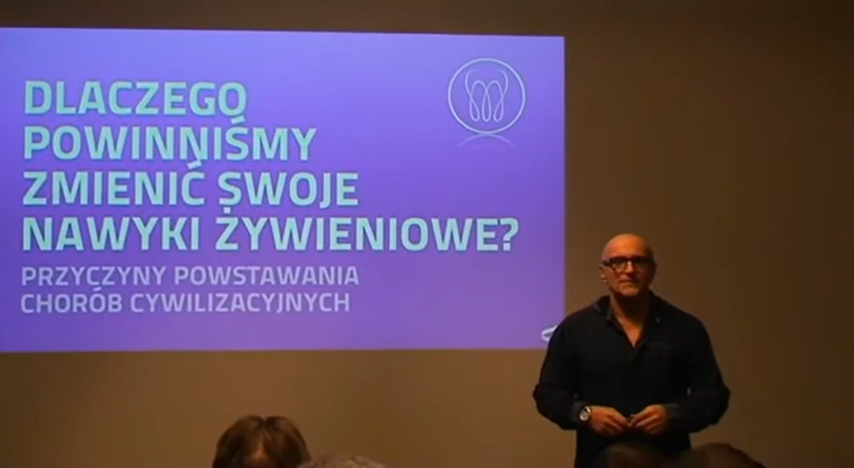 DLACZEGO
POWINNIŚMY
ZMIENIĆ SWOJE
NAWYKI ŻYWIENIOWE?
PRZYCZYNY POWSTAWANIA
CHORÓB CYWILIZACYJNYCH